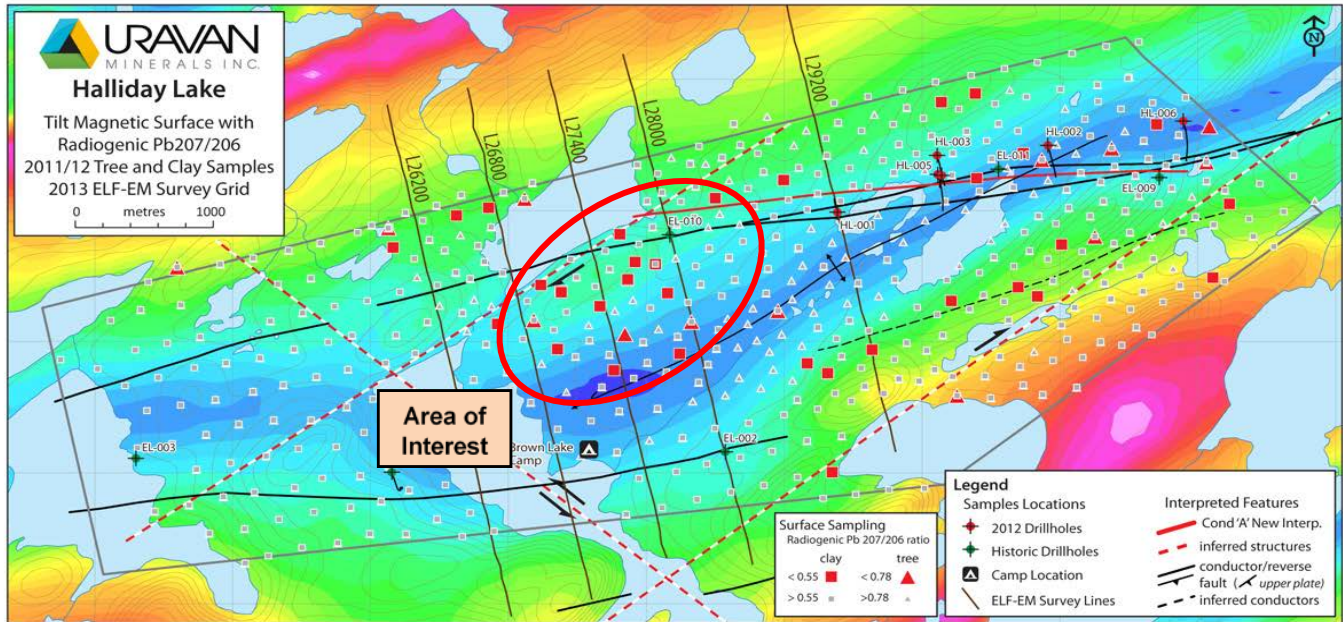 URAVAN
MINERALS INC.
Halliday Lake
Tilt Magnetic Surface with
Radiogenic Pb207/206
2011/12 Tree and Clay Samples
2013 ELF-EM Survey Grid
0 metres 1000
N
L26200
L26800
L27400
L28000
L29200
HL-006
HL-002
HL-003
EL-011
HL-005
EL-009
HL-001
EL-010
Area of
Interest
EL-003
EL-002
Brown Lake
Camp
Surface Sampling
Radiogenic Pb 207/206 ratio
clay tree
< 0.55 < 0.78
> 0.55 >0.78
Legend
Samples Locations
2012 Drillholes
Historic Drillholes
Camp Location
ELF-EM Survey Lines
Interpreted Features
Cond 'A' New Interp.
inferred structures
conductor/reverse
fault ( upper plate)
inferred conductors